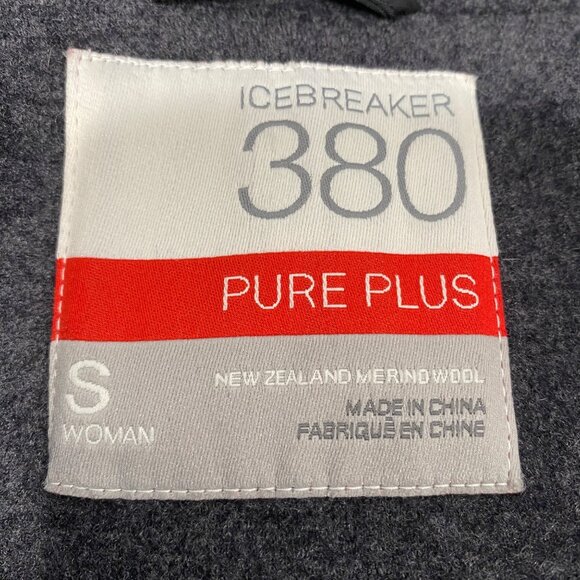 ICEBREAKER
380
PURE PLUS
S
WOMAN
NEW ZEALAND MERINO WOOL
MADE IN CHINA
FABRIQUÉ EN CHINE